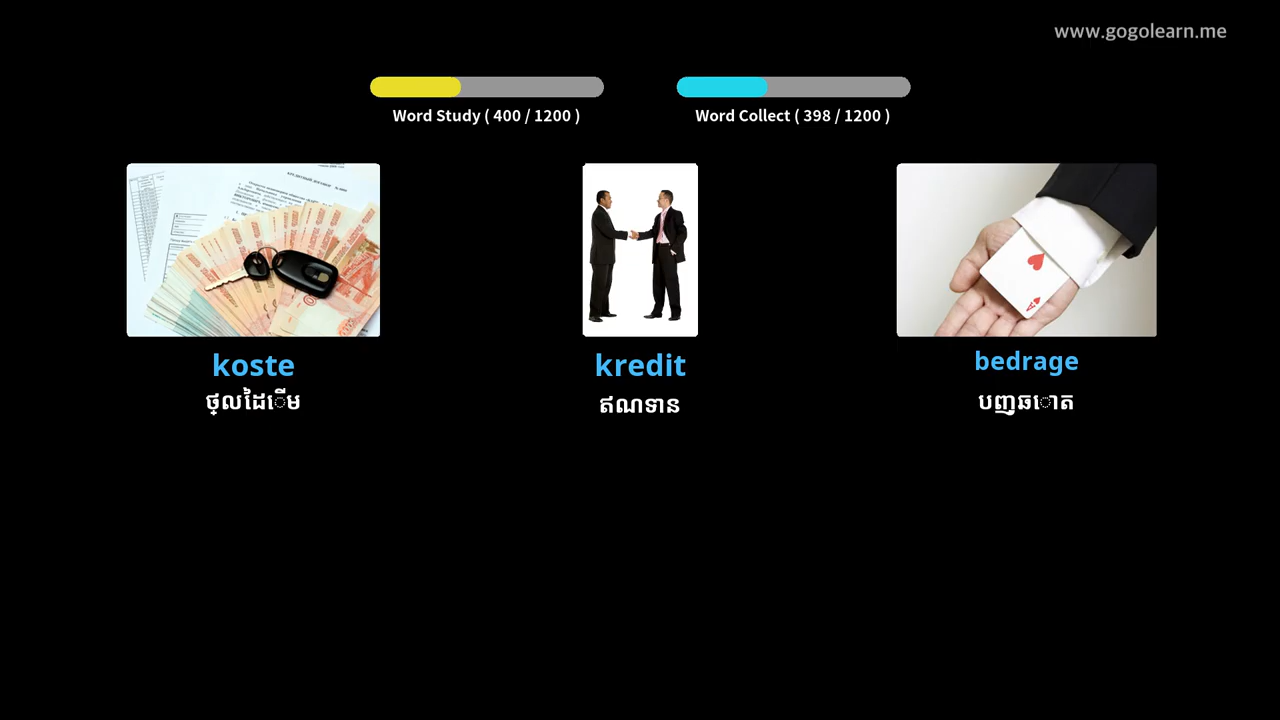 www.gogolearn.me
Word Study ( 400 / 1200 )
Word Collect ( 398 / 1200 )
koste
kredit
bedrage
ថ្លៃដើម
ឥណទាន
បញ្ឆោត